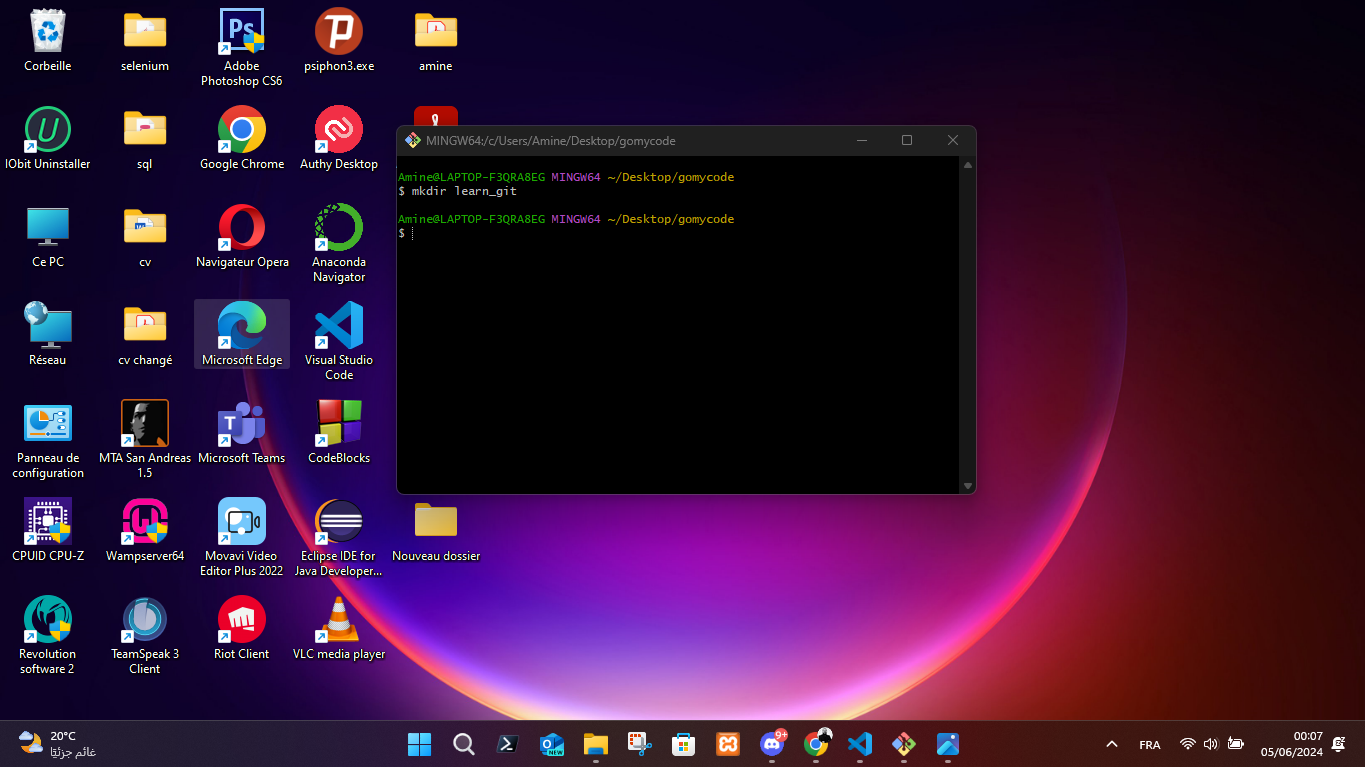 Corbeille
selenium
Adobe
Photoshop CS6
psiphon3.exe
amine
IObit Uninstaller
sql
Google Chrome
Authy Desktop
Ce PC
cv
Navigateur Opera
Anaconda
Navigator
Réseau
cv changé
Microsoft Edge
Visual Studio
Code
Panneau de
configuration
MTA San Andreas
1.5
Microsoft Teams
CodeBlocks
CPUID CPU-Z
Wampserver64
Movavi Video
Editor Plus 2022
Eclipse IDE for
Java Developer...
Nouveau dossier
Revolution
software 2
TeamSpeak 3
Client
Riot Client
VLC media player
MINGW64:/c/Users/Amine/Desktop/gomycode
Amine@LAPTOP-F3QRA8EG MINGW64 ~/Desktop/gomycode
$ mkdir learn_git
Amine@LAPTOP-F3QRA8EG MINGW64 ~/Desktop/gomycode
$
20°C
غائم جزئيًا
9+
NEW
FRA
00:07
05/06/2024